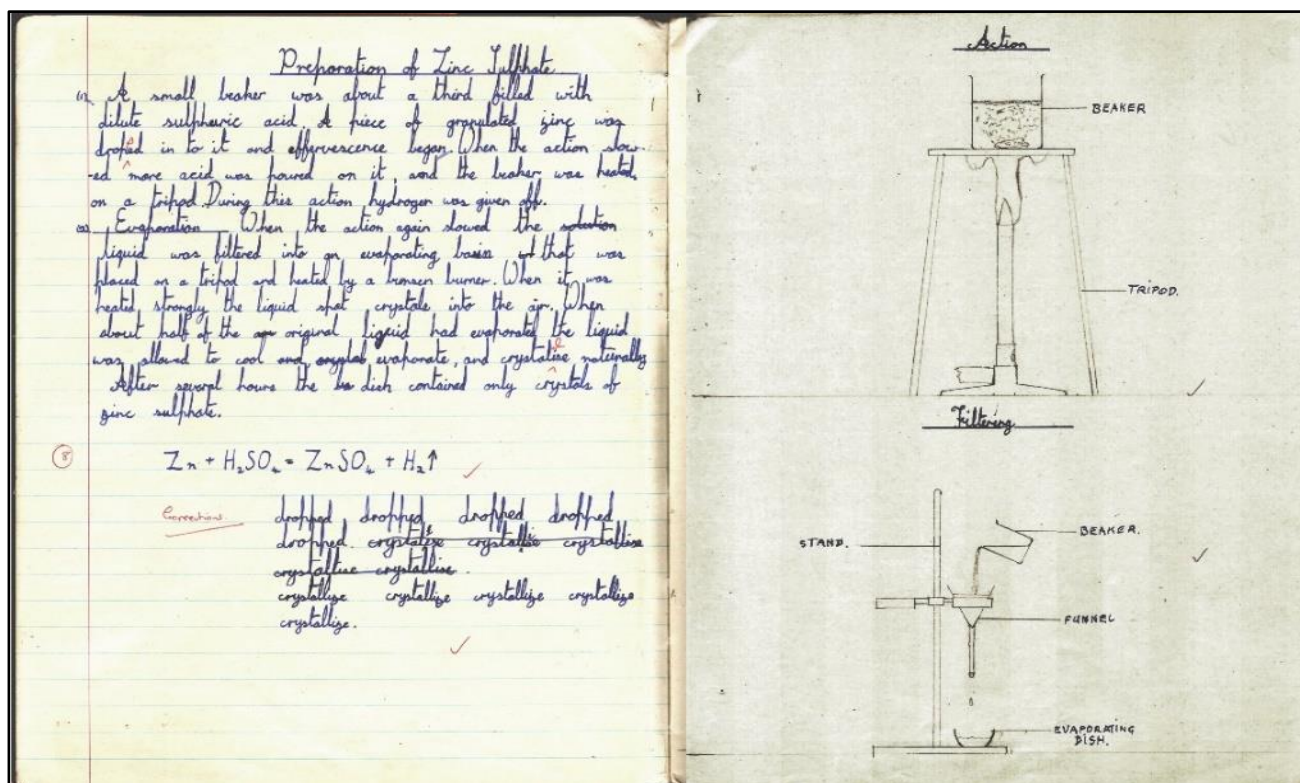 Preparation of Zinc Sulphate
(1) A small beaker was about a third filled with
dilute sulpheuric acid. A piece of granulated zinc was
droped in to it and effervescence began. When the action slow-
-ed more acid was poured on it, and the beaker was heated,
on a tripod. During this action hydrogen was given off.
(2) Evaporation When the action again slowed the solution
liquid was filtered into an evaporating basin that was
placed on a tripod and heated by a bunsen burner. When it was
heated strongly the liquid spat crystals into the air. When
about half of the original liquid had evaporated the liquid
was allowed to cool and evaporate, and crystalise naturally
After several hours the dish contained only crystals of
zinc sulphate.
8
Zn + H₂SO₄ = ZnSO₄ + H₂↑
Corrections.
dropped dropped dropped dropped
dropped. crystalise crystallise crystallise
crystallise crystallise.
crystallize crystallize crystallize crystallize
crystallize.
Action
BEAKER
TRIPOD.
Filtering
BEAKER.
STAND.
FUNNEL
EVAPORATING
DISH.